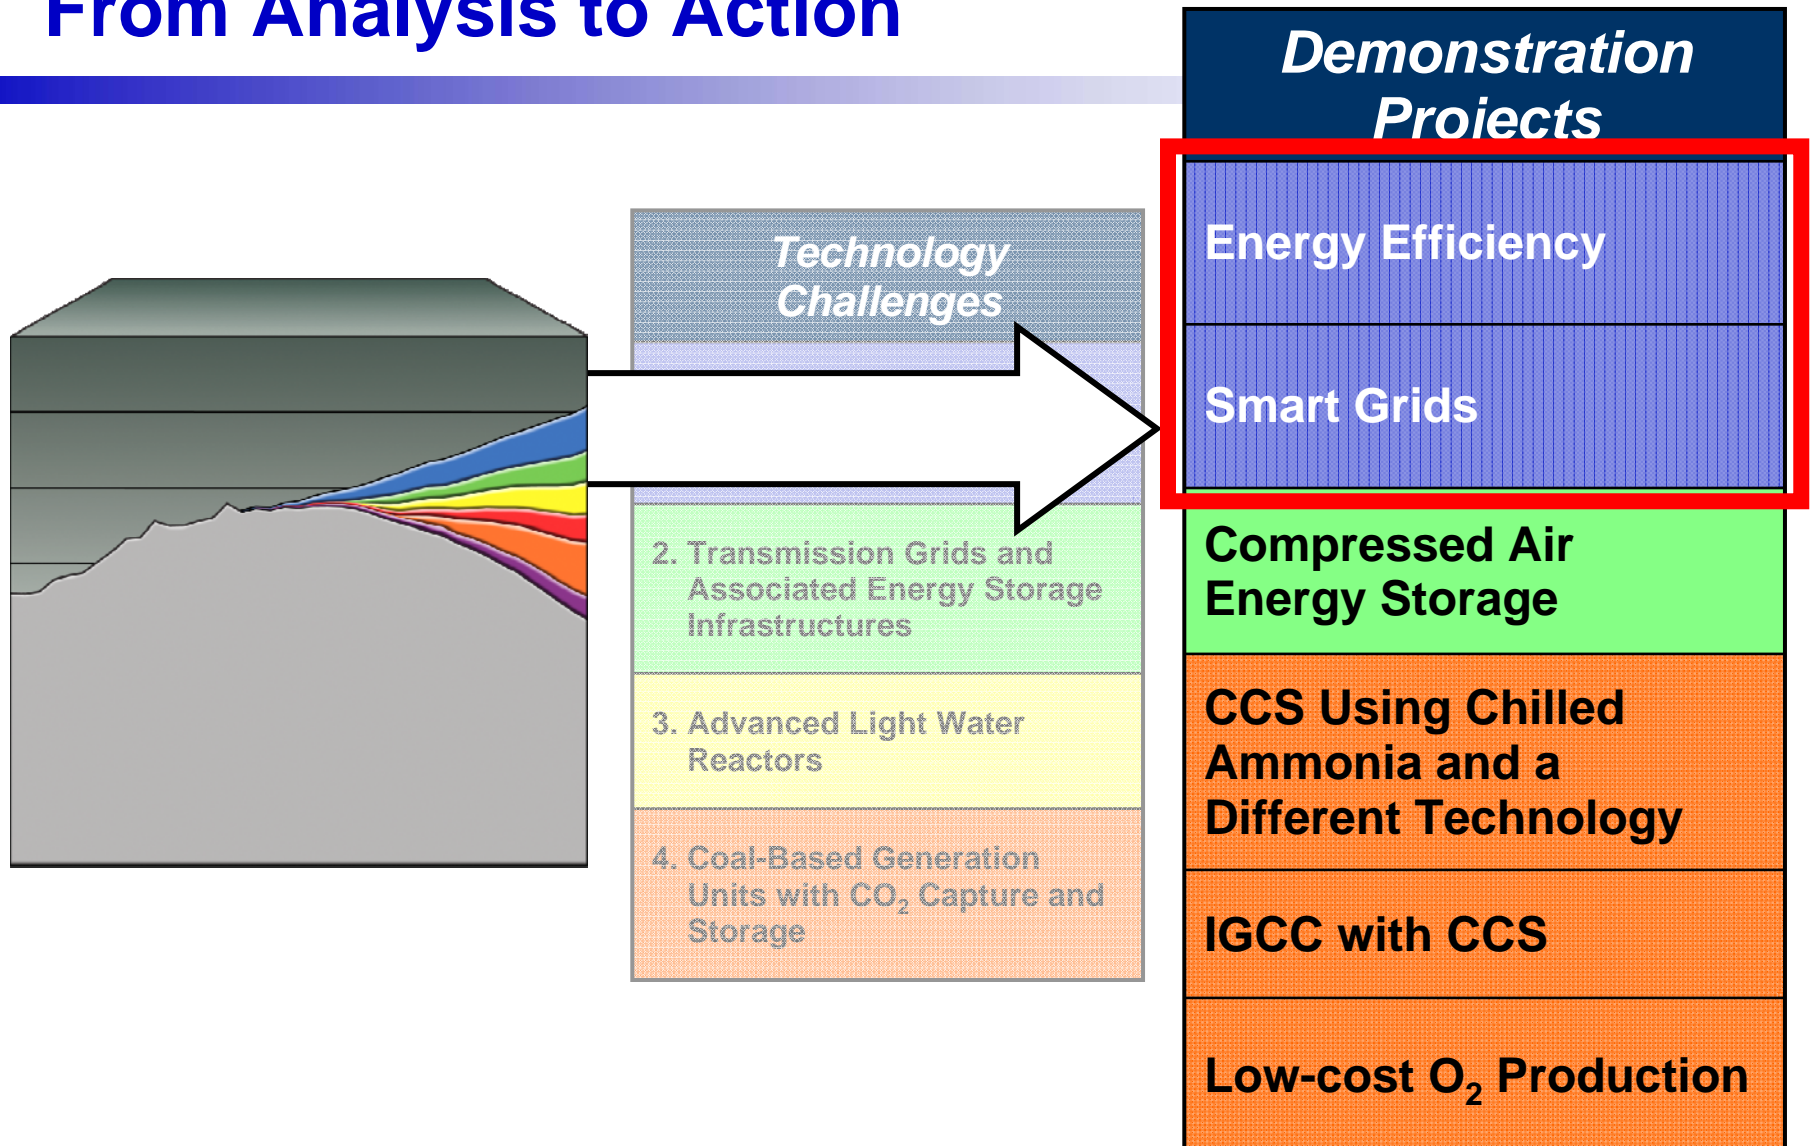 From Analysis to Action
Demonstration
Projects
Energy Efficiency
Smart Grids
Compressed Air
Energy Storage
CCS Using Chilled
Ammonia and a
Different Technology
IGCC with CCS
Low-cost O₂ Production
Technology
Challenges
2. Transmission Grids and
Associated Energy Storage
Infrastructures
3. Advanced Light Water
Reactors
4. Coal-Based Generation
Units with CO₂ Capture and
Storage